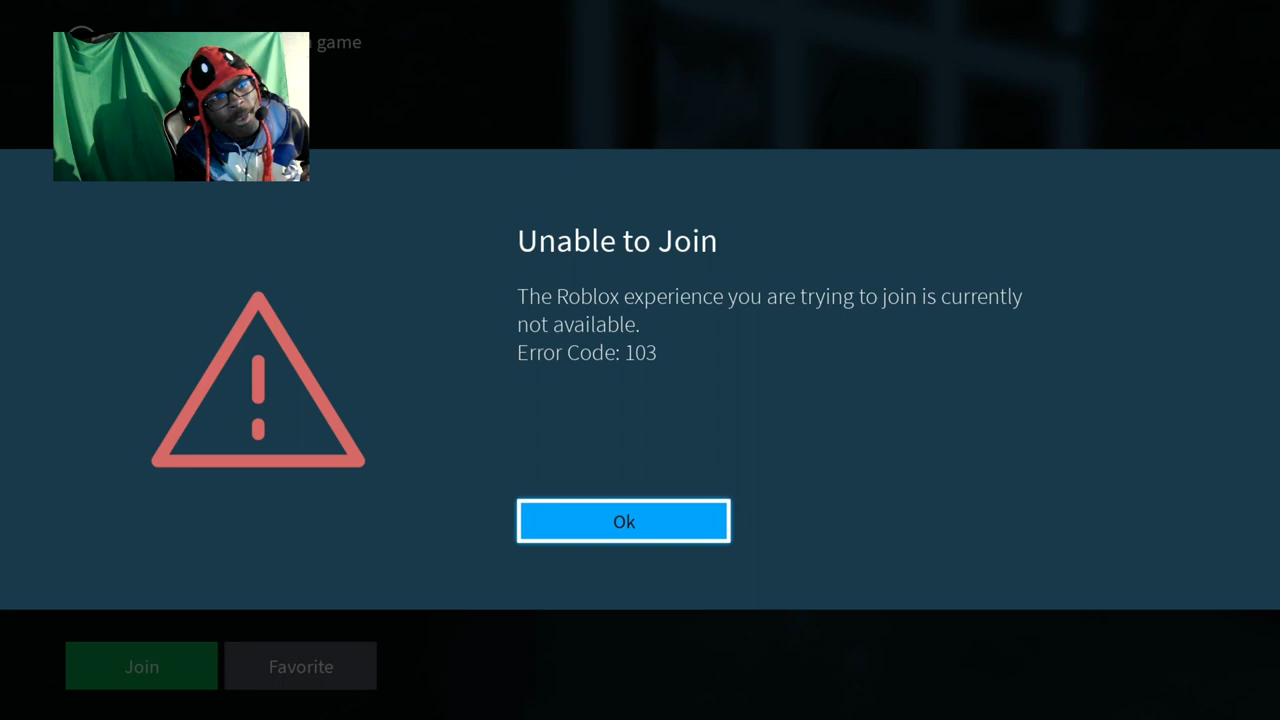 game
Unable to Join
The Roblox experience you are trying to join is currently
not available.
Error Code: 103
Ok
Join
Favorite